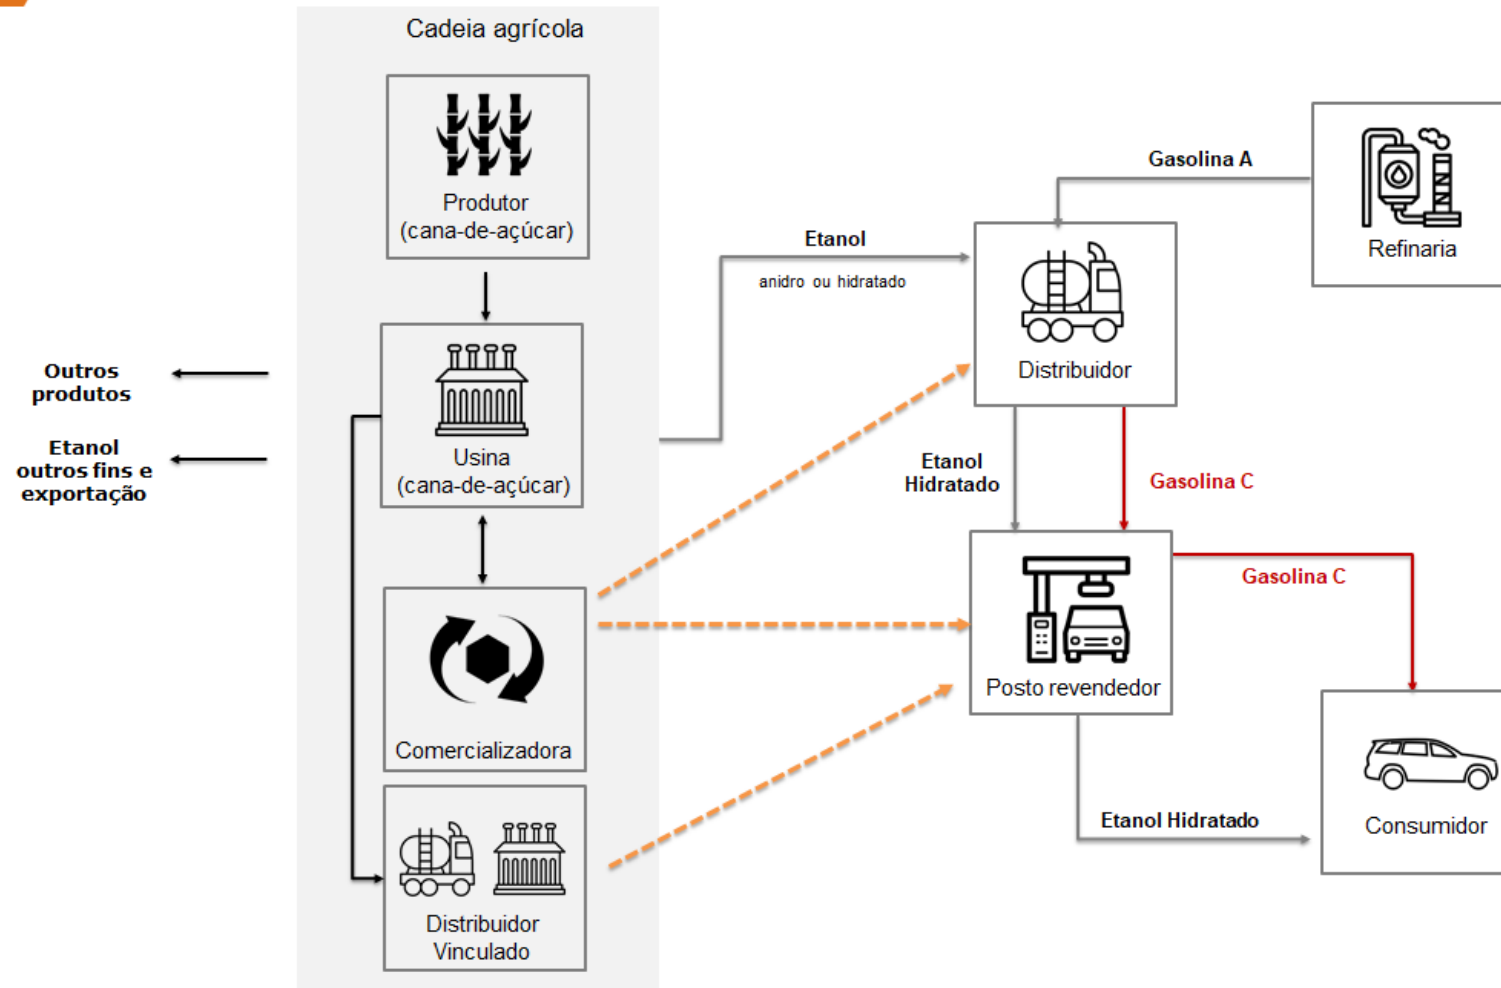 Cadeia agrícola
Produtor
(cana-de-açúcar)
Usina
(cana-de-açúcar)
Comercializadora
Distribuidor
Vinculado
Outros
produtos
Etanol
outros fins e
exportação
Etanol
anidro ou hidratado
Gasolina A
Refinaria
Distribuidor
Etanol
Hidratado
Gasolina C
Posto revendedor
Gasolina C
Etanol Hidratado
Consumidor